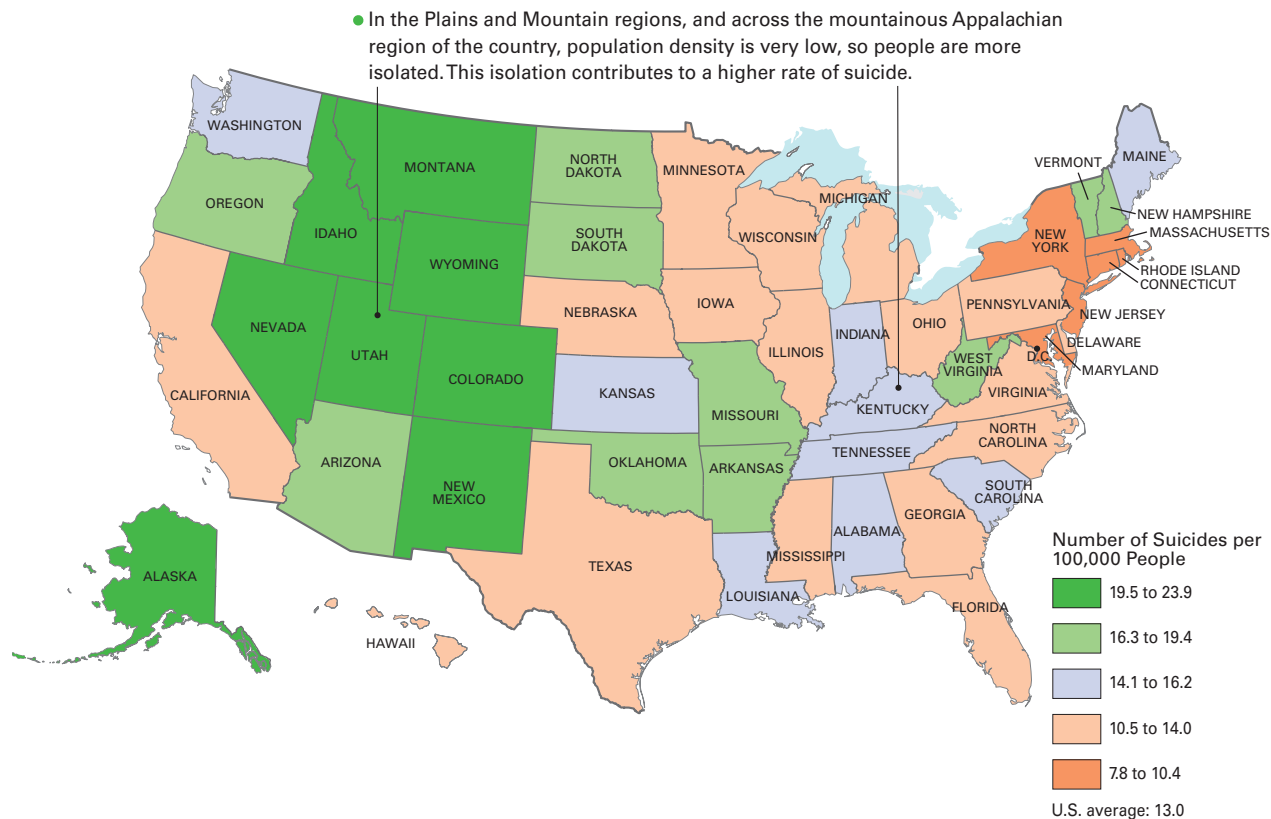 In the Plains and Mountain regions, and across the mountainous Appalachian
region of the country, population density is very low, so people are more
isolated. This isolation contributes to a higher rate of suicide.
WASHINGTON
MONTANA
NORTH
DAKOTA
MINNESOTA
VERMONT
MAINE
OREGON
IDAHO
WYOMING
SOUTH
DAKOTA
WISCONSIN
MICHIGAN
NEW
YORK
NEW HAMPSHIRE
MASSACHUSETTS
RHODE ISLAND
CONNECTICUT
NEVADA
UTAH
COLORADO
NEBRASKA
IOWA
ILLINOIS
INDIANA
OHIO
PENNSYLVANIA
NEW JERSEY
DELAWARE
D.C.
MARYLAND
CALIFORNIA
KANSAS
MISSOURI
KENTUCKY
WEST
VIRGINIA
VIRGINIA
ARIZONA
NEW
MEXICO
OKLAHOMA
ARKANSAS
TENNESSEE
NORTH
CAROLINA
SOUTH
CAROLINA
ALASKA
HAWAII
TEXAS
LOUISIANA
MISSISSIPPI
ALABAMA
GEORGIA
FLORIDA
Number of Suicides per
100,000 People
19.5 to 23.9
16.3 to 19.4
14.1 to 16.2
10.5 to 14.0
7.8 to 10.4
U.S. average: 13.0